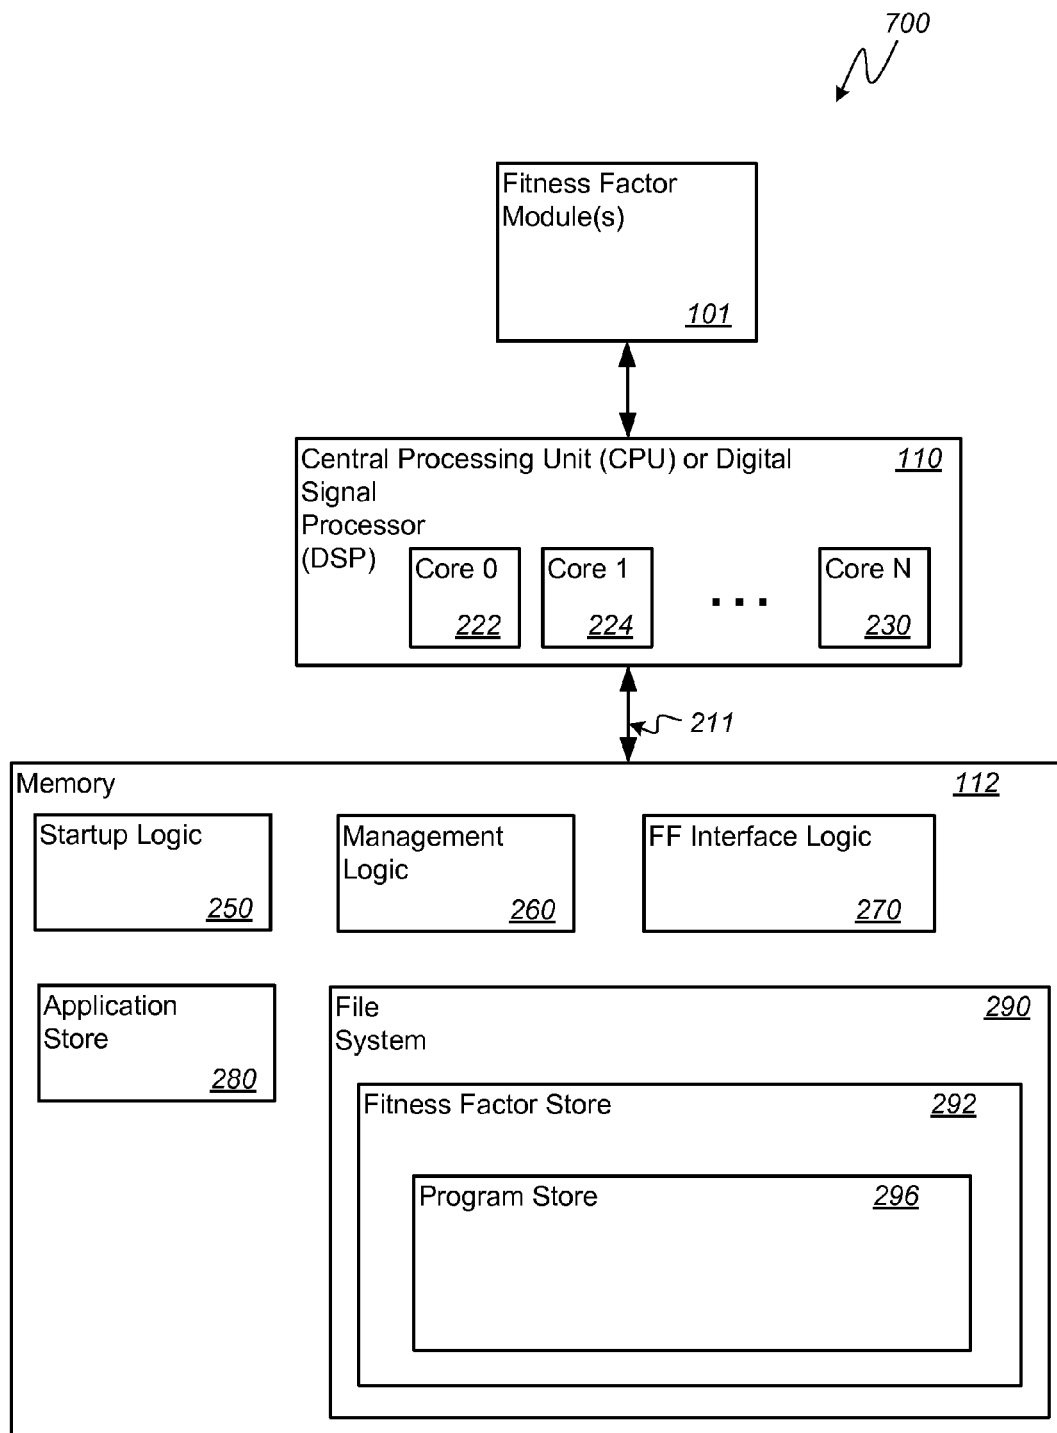 700
Fitness Factor
Module(s)
101
Central Processing Unit (CPU) or Digital
Signal
Processor
(DSP)
110
Core 0
222
Core 1
224
...
Core N
230
211
Memory
112
Startup Logic
250
Management
Logic
260
FF Interface Logic
270
Application
Store
280
File
System
290
Fitness Factor Store
292
Program Store
296